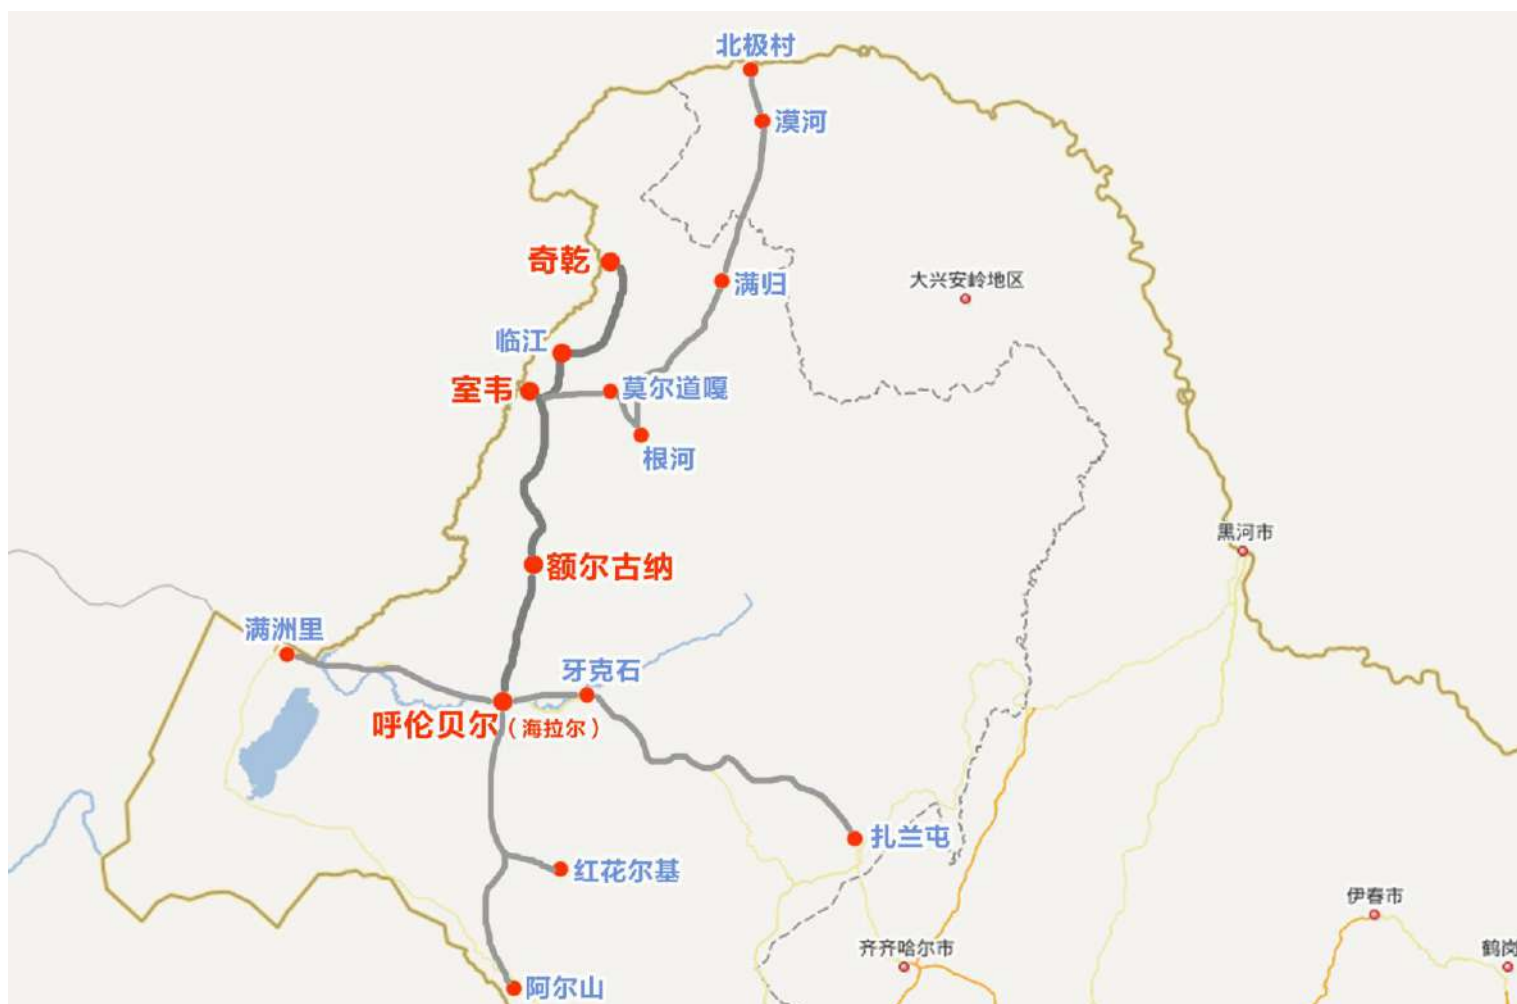 北极村
漠河
奇乾
满归
大兴安岭地区
临江
室韦
莫尔道嘎
根河
黑河市
额尔古纳
满洲里
牙克石
呼伦贝尔（海拉尔）
扎兰屯
红花尔基
伊春市
齐齐哈尔市
鹤岗
阿尔山